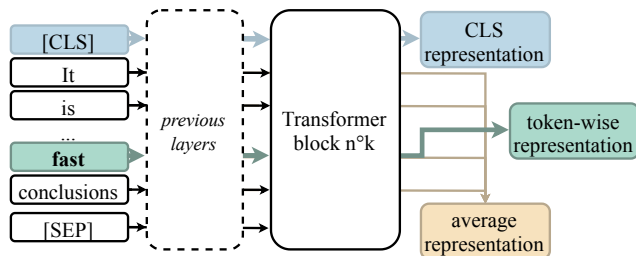 [CLS]
It
is
...
fast
conclusions
[SEP]
previous
layers
Transformer
block n°k
CLS
representation
token-wise
representation
average
representation